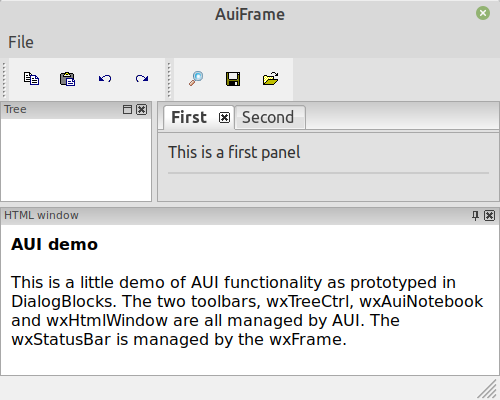 AuiFrame
File
Tree
First
Second
This is a first panel
HTML window
AUI demo
This is a little demo of AUI functionality as prototyped in
DialogBlocks. The two toolbars, wxTreeCtrl, wxAuiNotebook
and wxHtmlWindow are all managed by AUI. The
wxStatusBar is managed by the wxFrame.